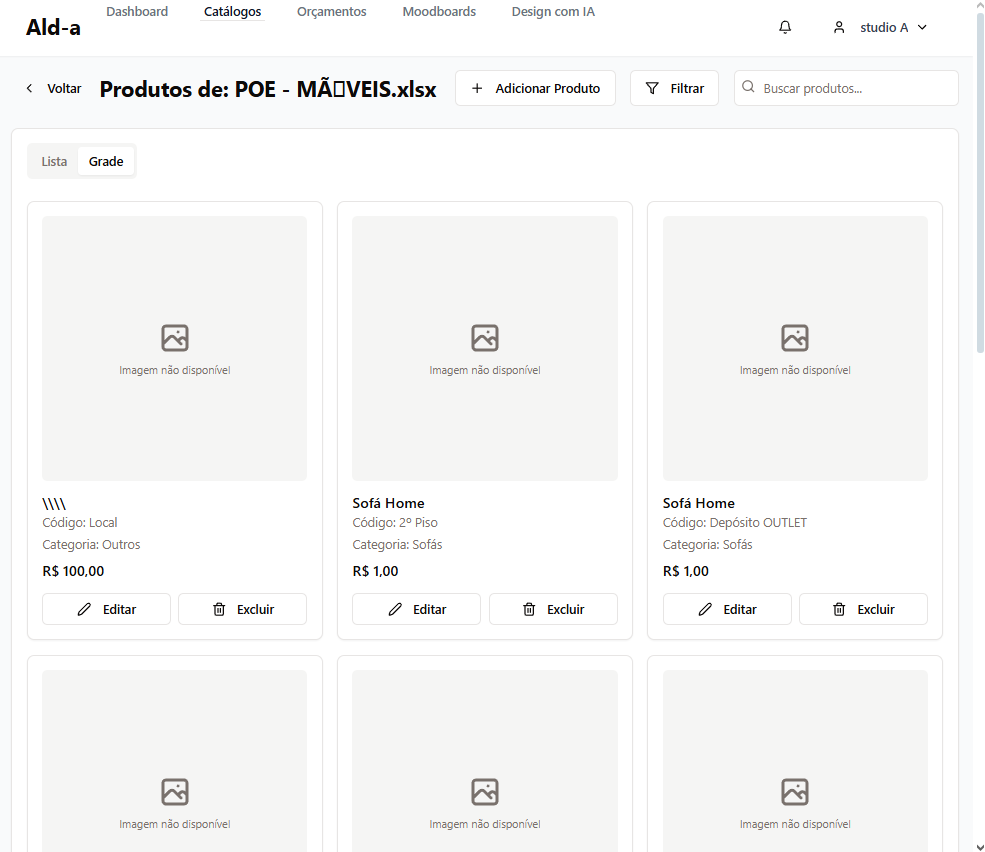 Ald-a
Dashboard
Catálogos
Orçamentos
Moodboards
Design com IA
studio A
Voltar
Produtos de: POE - MÃ▯VEIS.xlsx
Adicionar Produto
Filtrar
Buscar produtos...
Lista
Grade
Imagem não disponível
Imagem não disponível
Imagem não disponível
\\\\
Código: Local
Categoria: Outros
R$ 100,00
Editar
Excluir
Sofá Home
Código: 2º Piso
Categoria: Sofás
R$ 1,00
Editar
Excluir
Sofá Home
Código: Depósito OUTLET
Categoria: Sofás
R$ 1,00
Editar
Excluir
Imagem não disponível
Imagem não disponível
Imagem não disponível